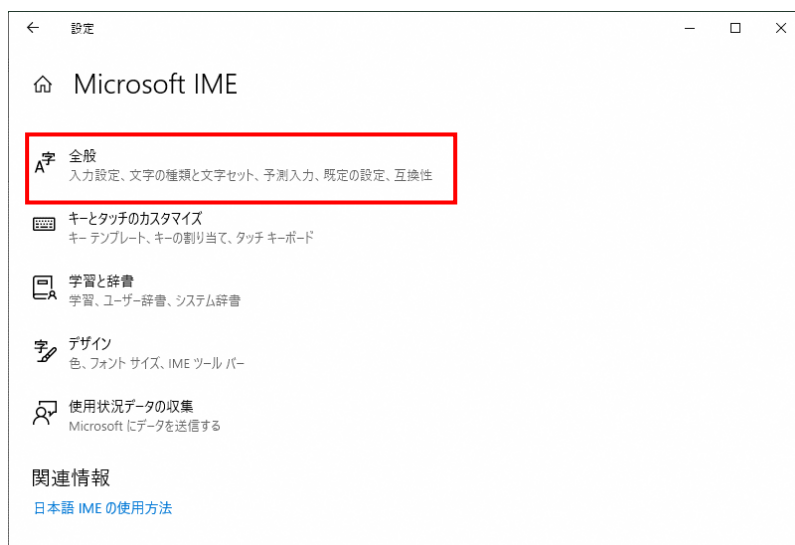 設定
Microsoft IME
全般
入力設定、文字の種類と文字セット、予測入力、既定の設定、互換性
キーとタッチのカスタマイズ
キー テンプレート、キーの割り当て、タッチ キーボード
学習と辞書
学習、ユーザー辞書、システム辞書
デザイン
色、フォント サイズ、IME ツール バー
使用状況データの収集
Microsoft にデータを送信する
関連情報
日本語 IME の使用方法